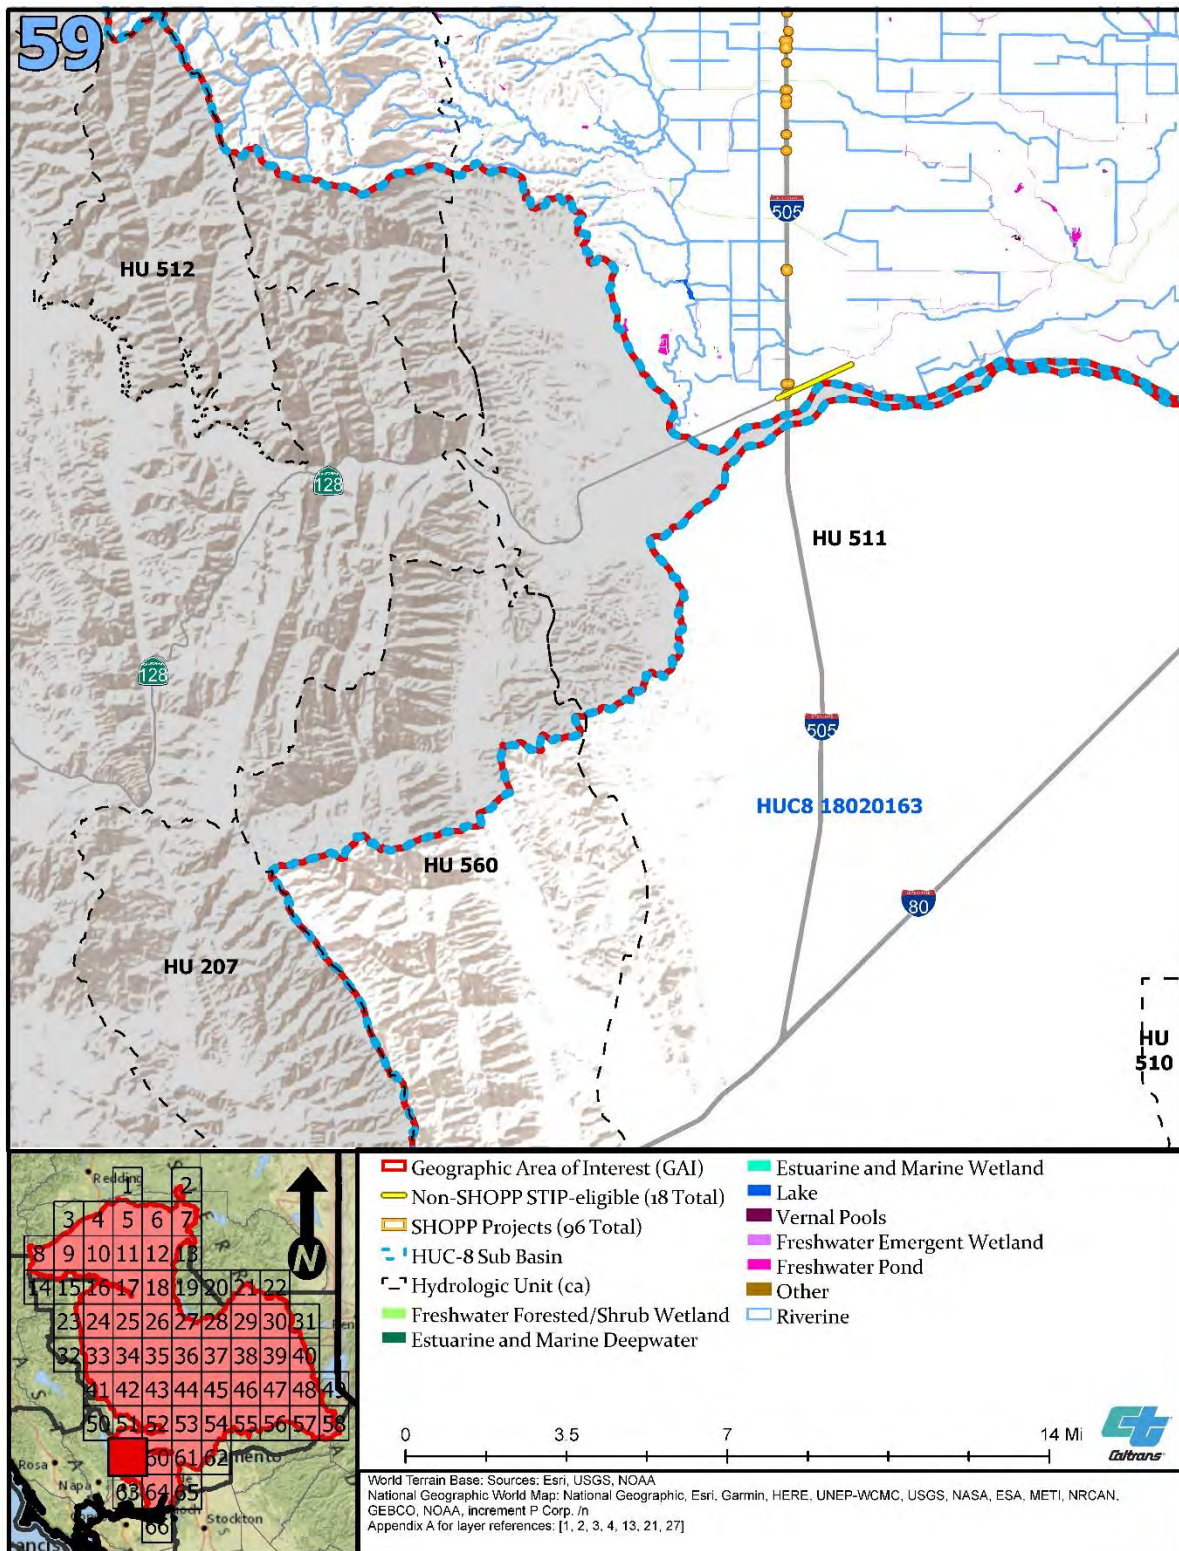 59
505
HU 512
128
HU 511
128
505
HUC8 18020163
HU 560
80
HU 207
HU
510
Redding
1 2
3 4 5 6 7
8 9 10 11 12 13
14 15 16 17 18 19 20 21 22
23 24 25 26 27 28 29 30 31
32 33 34 35 36 37 38 39 40
41 42 43 44 45 46 47 48 49
50 51 52 53 54 55 56 57 58
60 61 62
Rosa
Napa 63 64 65
Stockton
66
N
Geographic Area of Interest (GAI)
Non-SHOPP STIP-eligible (18 Total)
SHOPP Projects (96 Total)
HUC-8 Sub Basin
Hydrologic Unit (ca)
Freshwater Forested/Shrub Wetland
Estuarine and Marine Deepwater
Estuarine and Marine Wetland
Lake
Vernal Pools
Freshwater Emergent Wetland
Freshwater Pond
Other
Riverine
0 3.5 7 14 Mi
Caltrans
World Terrain Base: Sources: Esri, USGS, NOAA
National Geographic World Map: National Geographic, Esri, Garmin, HERE, UNEP-WCMC, USGS, NASA, ESA, METI, NRCAN,
GEBCO, NOAA, increment P Corp. /n
Appendix A for layer references: [1, 2, 3, 4, 13, 21, 27]